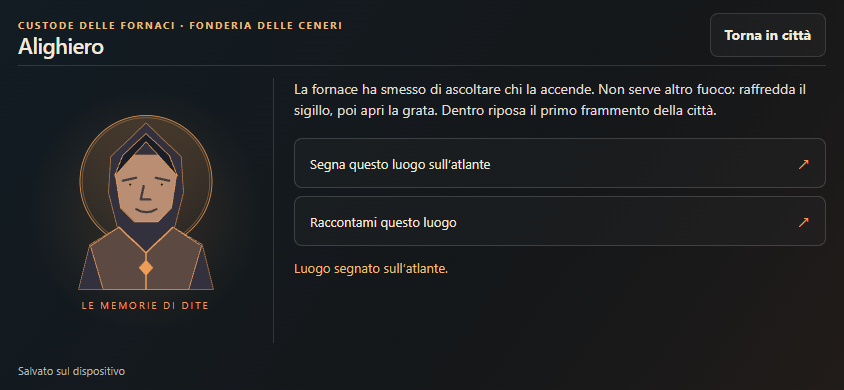 CUSTODE DELLE FORNACI · FONDERIA DELLE CENERI
Alighiero
Torna in città
La fornace ha smesso di ascoltare chi la accende. Non serve altro fuoco: raffredda il
sigillo, poi apri la grata. Dentro riposa il primo frammento della città.
Segna questo luogo sull’atlante ↗
Raccontami questo luogo ↗
Luogo segnato sull’atlante.
LE MEMORIE DI DITE
Salvato sul dispositivo